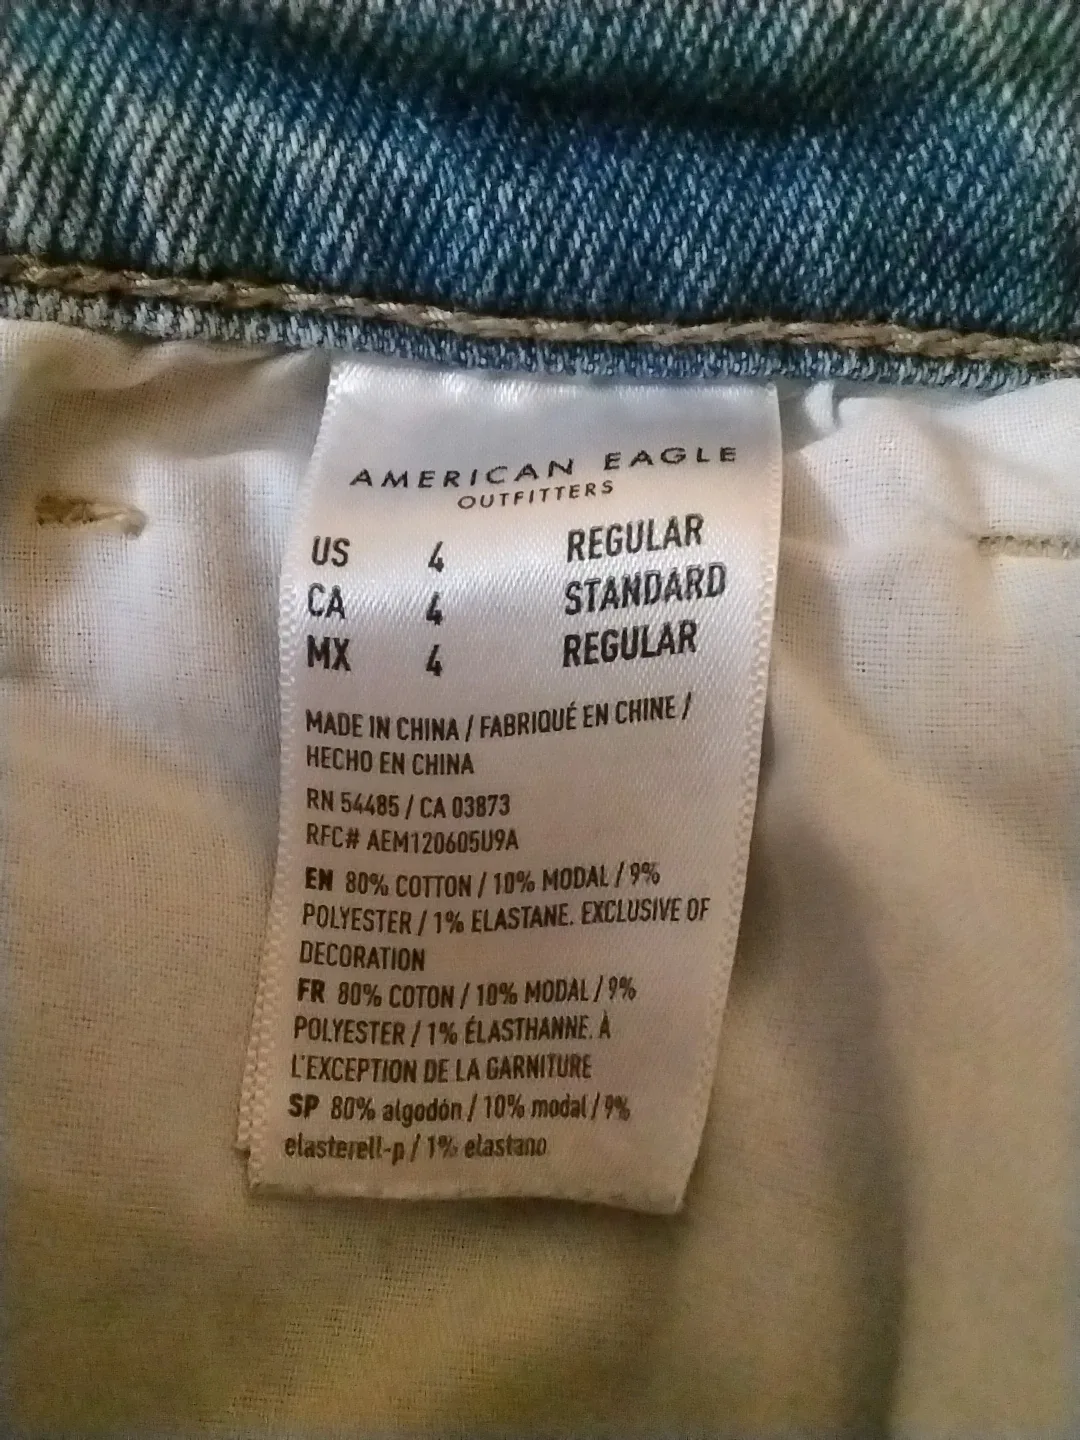 AMERICAN EAGLE
OUTFITTERS
US 4 REGULAR
CA 4 STANDARD
MX 4 REGULAR
MADE IN CHINA / FABRIQUÉ EN CHINE /
HECHO EN CHINA
RN 54485 / CA 03873
RFC# AEM120605U9A
EN 80% COTTON / 10% MODAL / 9%
POLYESTER / 1% ELASTANE. EXCLUSIVE OF
DECORATION
FR 80% COTON / 10% MODAL / 9%
POLYESTER / 1% ÉLASTHANNE. À
L'EXCEPTION DE LA GARNITURE
SP 80% algodón / 10% modal / 9%
elasterell-p / 1% elastano